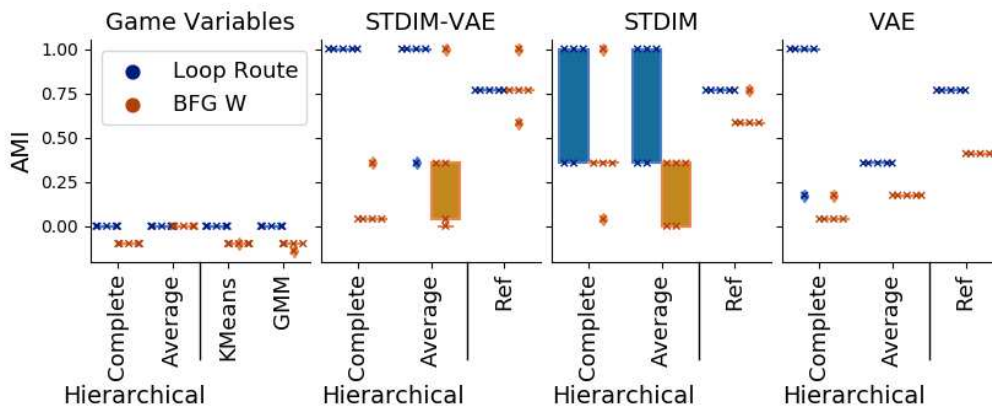 Game Variables STDIM-VAE STDIM VAE
AMI
1.00
0.75
0.50
0.25
0.00
Loop Route
BFG W
Complete Average KMeans GMM Complete Average Ref Complete Average Ref Complete Average Ref
Hierarchical Hierarchical Hierarchical Hierarchical